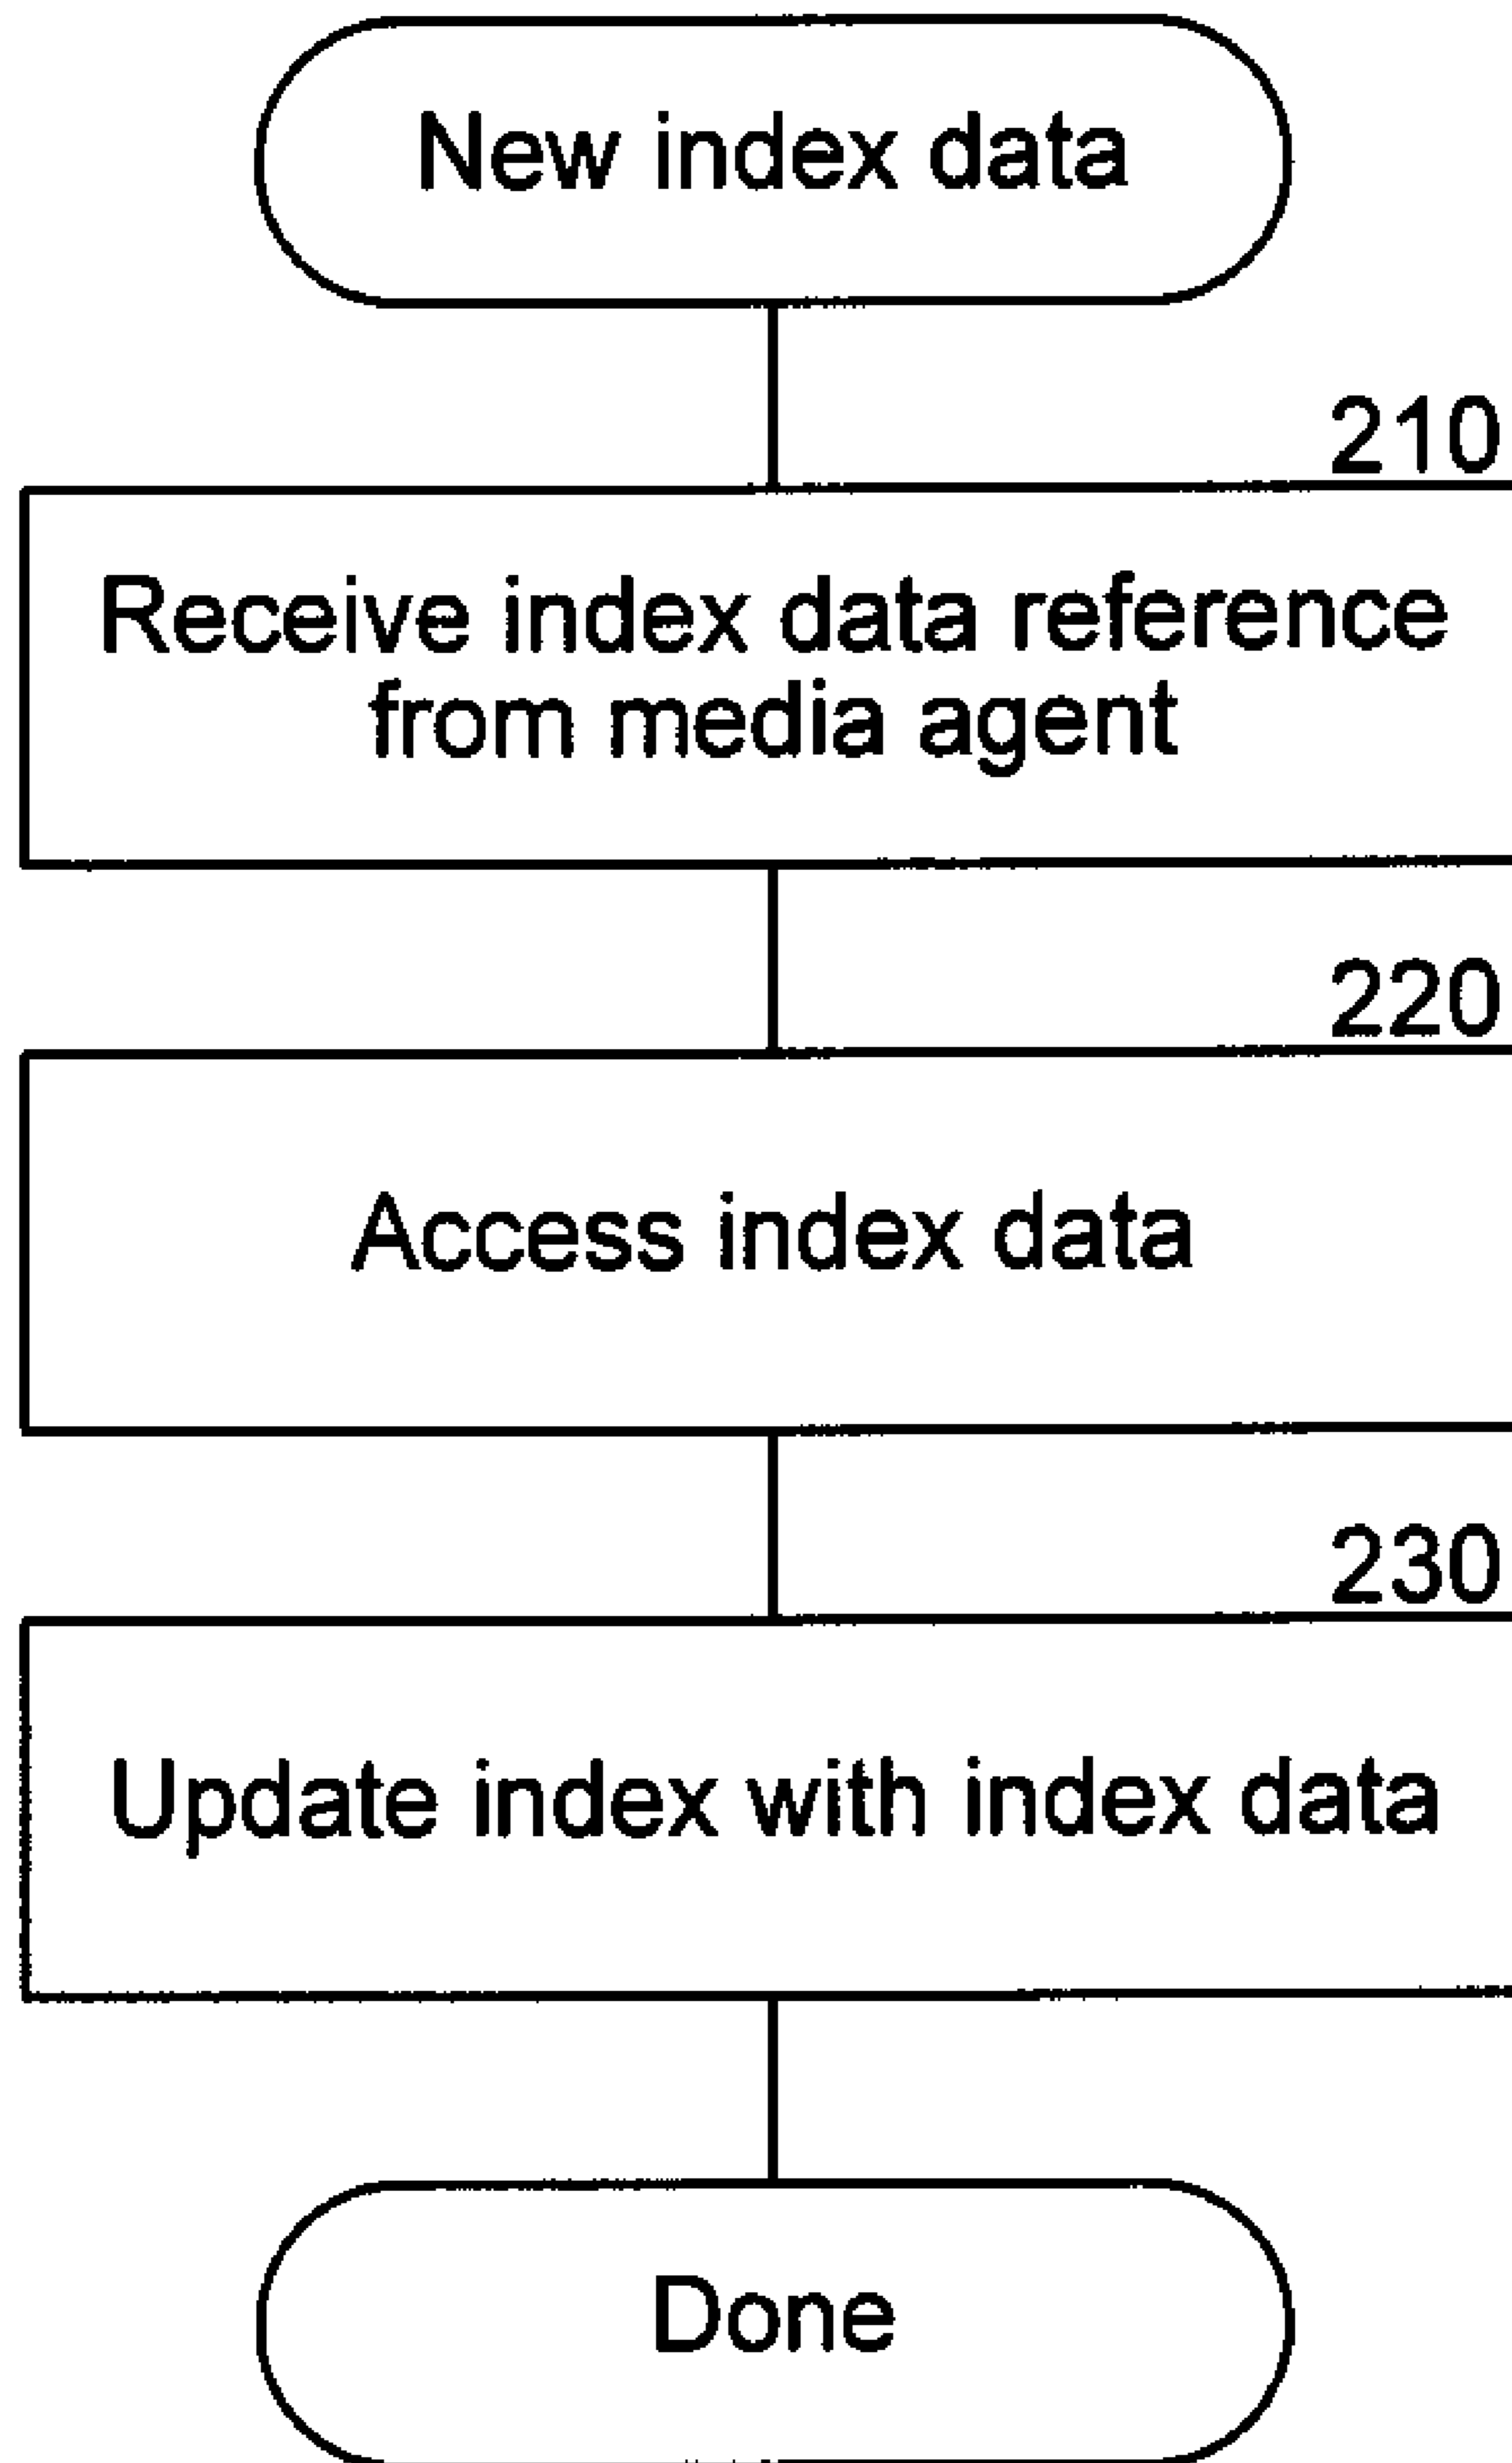 New index data
210
Receive index data reference
from media agent
220
Access index data
230
Update index with index data
Done